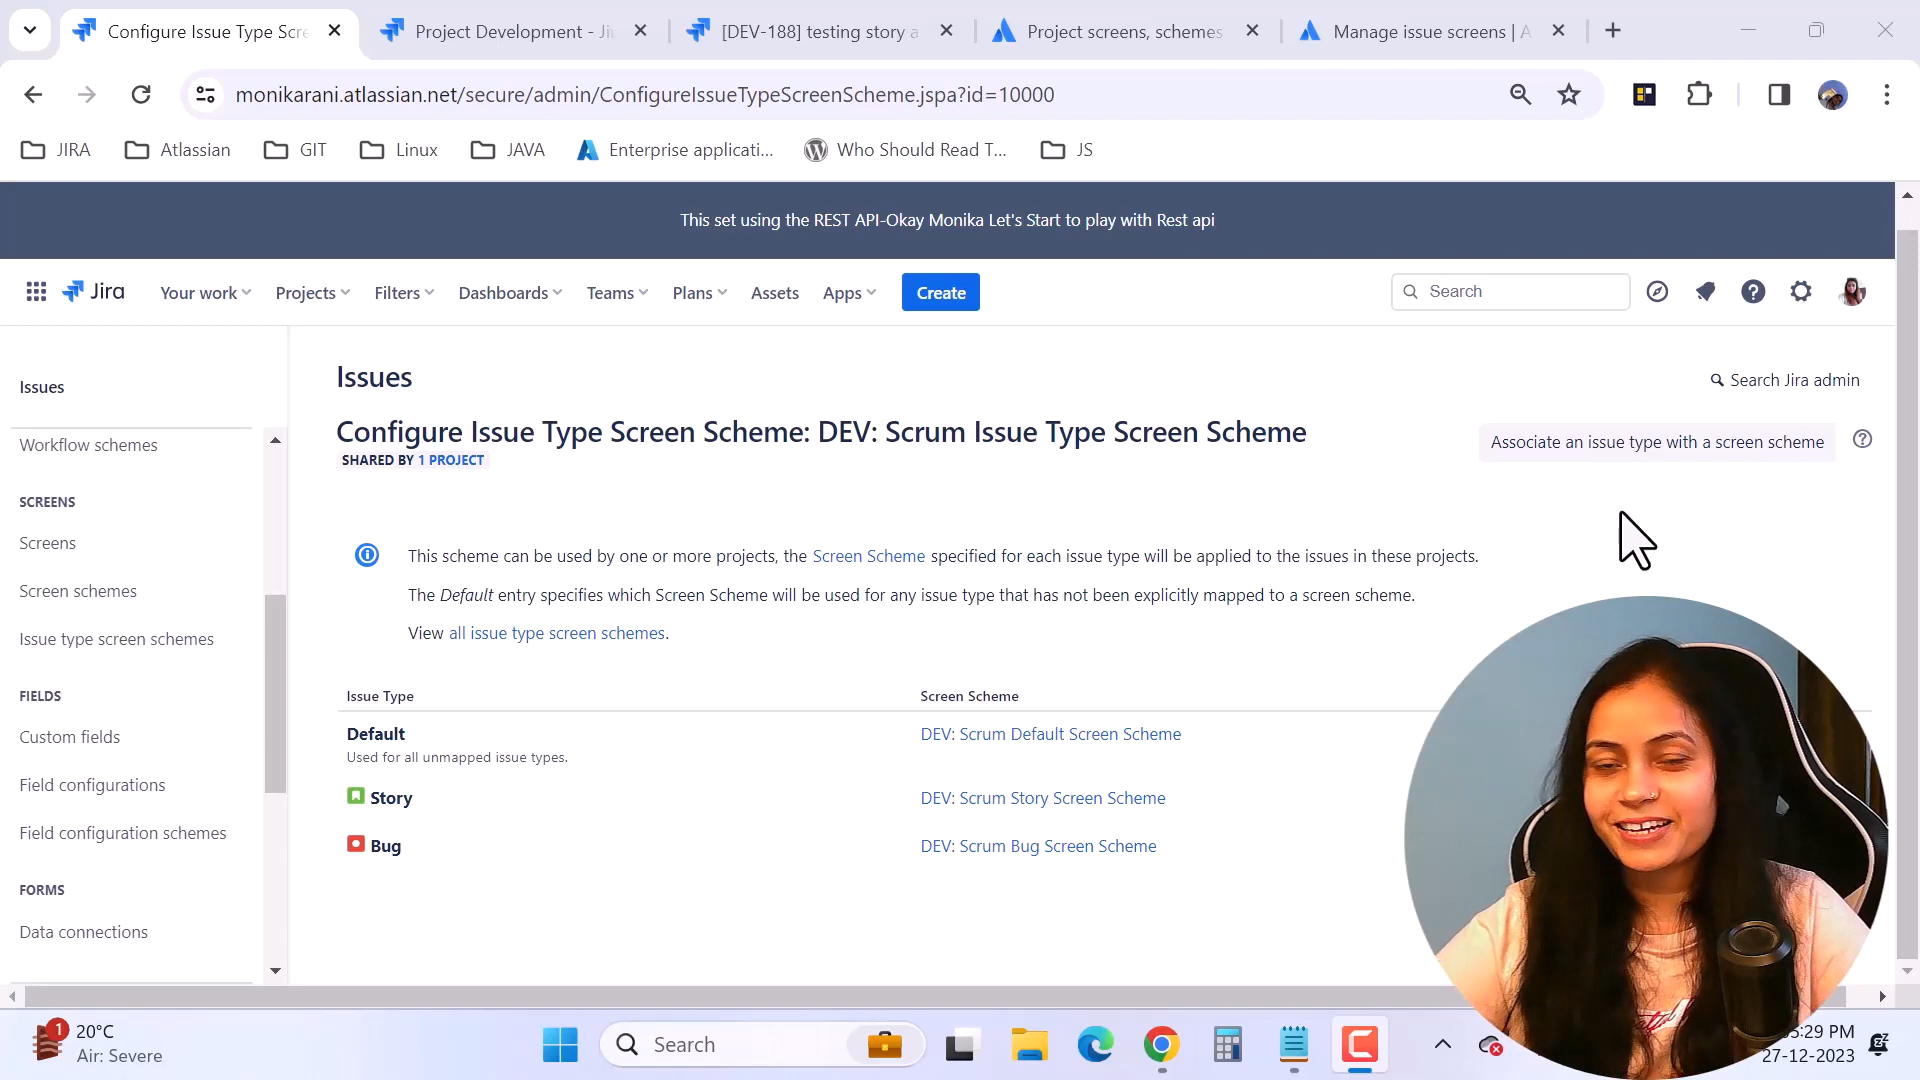 Configure Issue Type Scre
Project Development - Ji
[DEV-188] testing story a
Project screens, schemes
Manage issue screens | A
monikarani.atlassian.net/secure/admin/ConfigureIssueTypeScreenScheme.jspa?id=10000
JIRA
Atlassian
GIT
Linux
JAVA
Enterprise applicati...
Who Should Read T...
JS
This set using the REST API-Okay Monika Let's Start to play with Rest api
Jira
Your work
Projects
Filters
Dashboards
Teams
Plans
Assets
Apps
Create
Search
Issues
Workflow schemes
SCREENS
Screens
Screen schemes
Issue type screen schemes
FIELDS
Custom fields
Field configurations
Field configuration schemes
FORMS
Data connections
Issues
Search Jira admin
Configure Issue Type Screen Scheme: DEV: Scrum Issue Type Screen Scheme
SHARED BY 1 PROJECT
Associate an issue type with a screen scheme
This scheme can be used by one or more projects, the Screen Scheme specified for each issue type will be applied to the issues in these projects.
The Default entry specifies which Screen Scheme will be used for any issue type that has not been explicitly mapped to a screen scheme.
View all issue type screen schemes.
Issue Type
Screen Scheme
Default
DEV: Scrum Default Screen Scheme
Used for all unmapped issue types.
Story
DEV: Scrum Story Screen Scheme
Bug
DEV: Scrum Bug Screen Scheme
1
20°C
Air: Severe
Search
:29 PM
27-12-2023